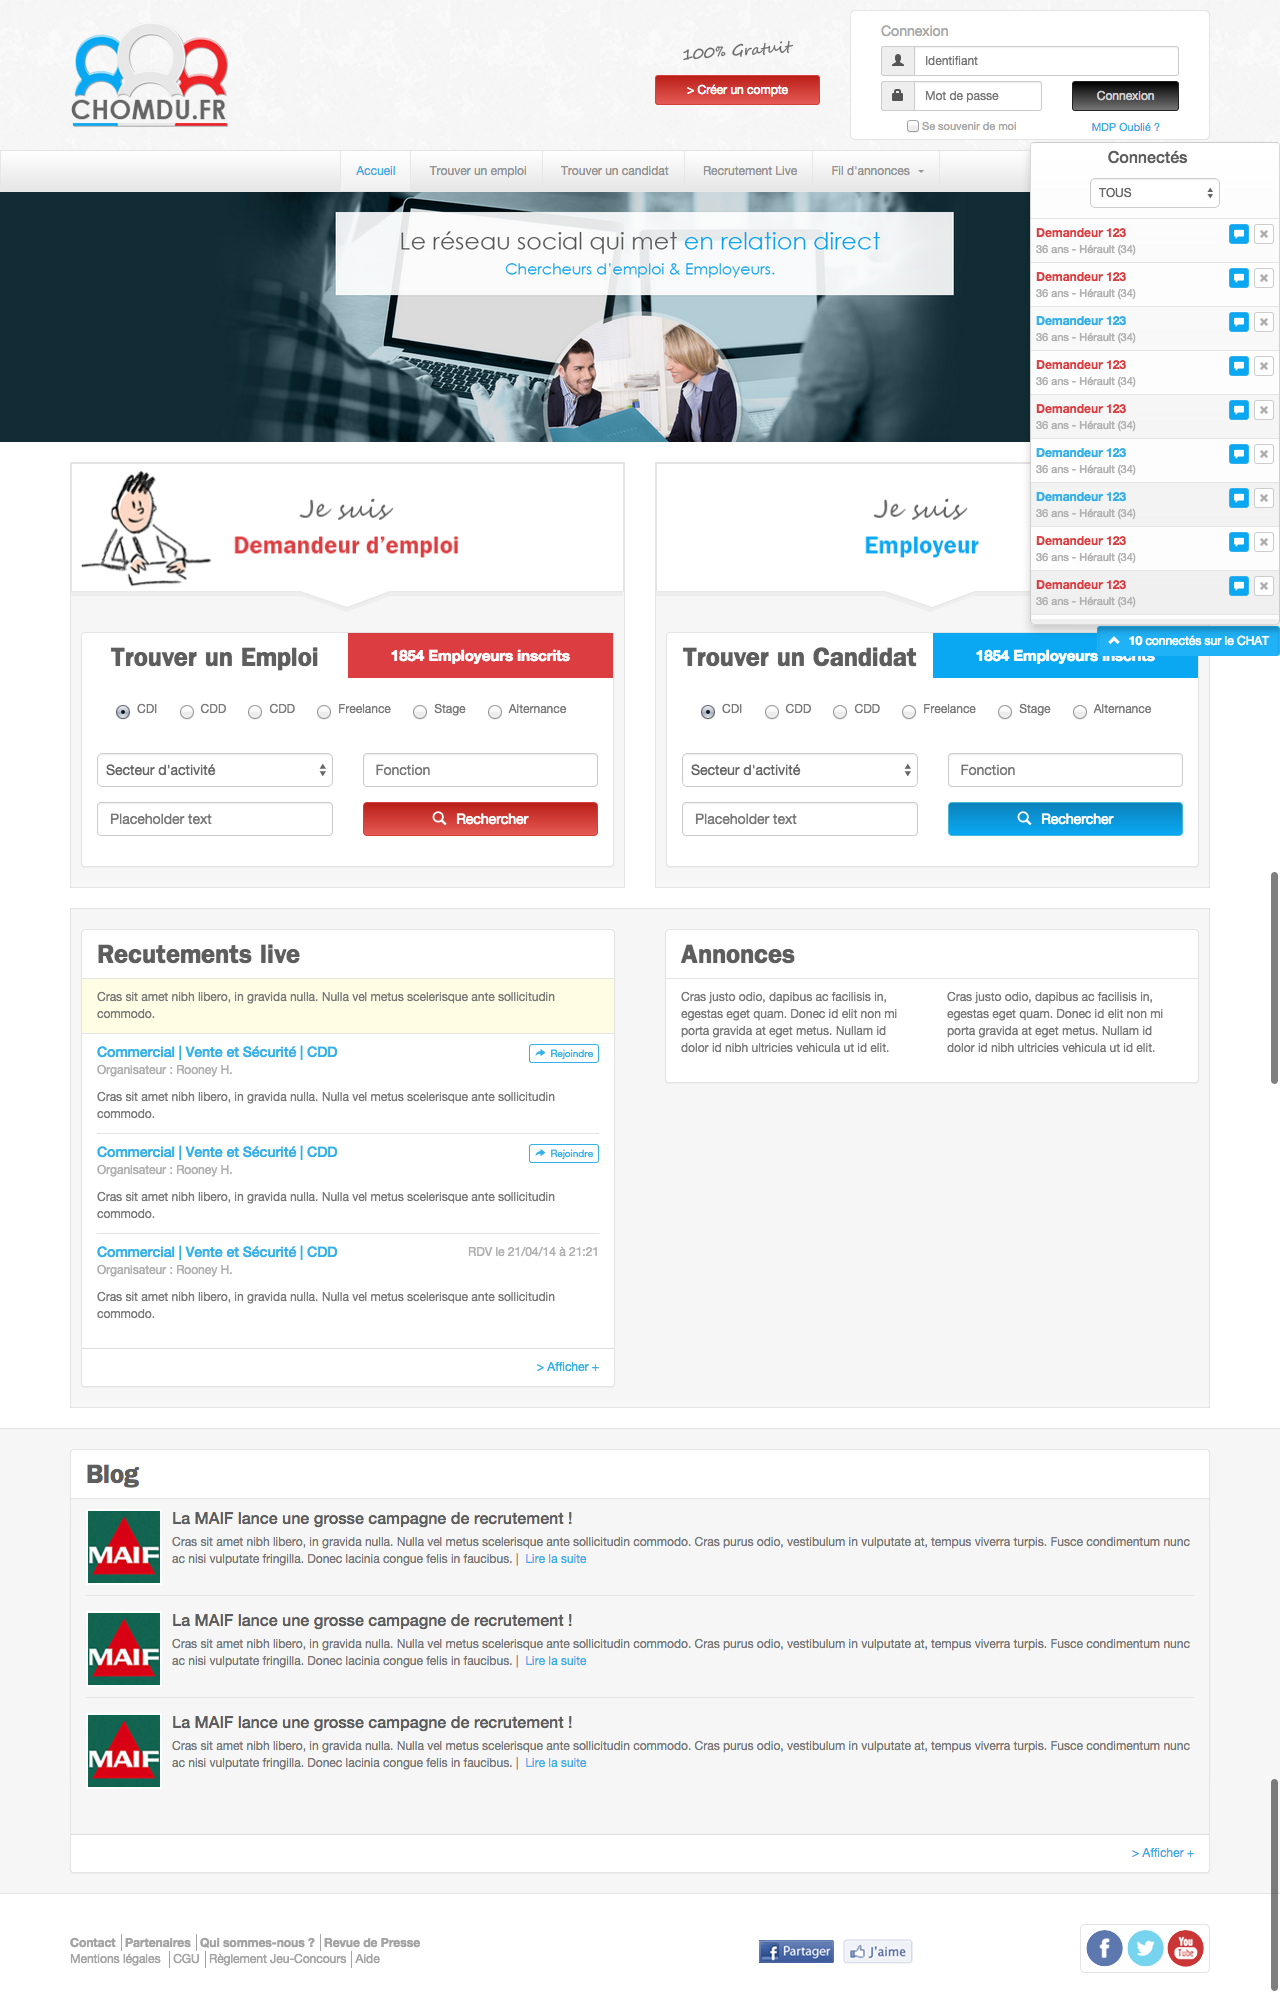 CHOMDU.FR
100% Gratuit
> Créer un compte
Connexion
Identifiant
Mot de passe
Connexion
Se souvenir de moi
MDP Oublié ?
Accueil
Trouver un emploi
Trouver un candidat
Recrutement Live
Fil d'annonces
Connectés
TOUS
Demandeur 123
36 ans - Hérault (34)
Demandeur 123
36 ans - Hérault (34)
Demandeur 123
36 ans - Hérault (34)
Demandeur 123
36 ans - Hérault (34)
Demandeur 123
36 ans - Hérault (34)
Demandeur 123
36 ans - Hérault (34)
Demandeur 123
36 ans - Hérault (34)
Demandeur 123
36 ans - Hérault (34)
Demandeur 123
36 ans - Hérault (34)
10 connectés sur le CHAT
Le réseau social qui met en relation direct
Chercheurs d'emploi & Employeurs.
Je suis
Demandeur d'emploi
Trouver un Emploi
1854 Employeurs inscrits
CDI
CDD
CDD
Freelance
Stage
Alternance
Secteur d'activité
Fonction
Placeholder text
Rechercher
Je suis
Employeur
Trouver un Candidat
1854 Employeurs inscrits
CDI
CDD
CDD
Freelance
Stage
Alternance
Secteur d'activité
Fonction
Placeholder text
Rechercher
Recutements live
Cras sit amet nibh libero, in gravida nulla. Nulla vel metus scelerisque ante sollicitudin
commodo.
Commercial | Vente et Sécurité | CDD
Rejoindre
Organisateur : Rooney H.
Cras sit amet nibh libero, in gravida nulla. Nulla vel metus scelerisque ante sollicitudin
commodo.
Commercial | Vente et Sécurité | CDD
Rejoindre
Organisateur : Rooney H.
Cras sit amet nibh libero, in gravida nulla. Nulla vel metus scelerisque ante sollicitudin
commodo.
Commercial | Vente et Sécurité | CDD
RDV le 21/04/14 à 21:21
Organisateur : Rooney H.
Cras sit amet nibh libero, in gravida nulla. Nulla vel metus scelerisque ante sollicitudin
commodo.
> Afficher +
Annonces
Cras justo odio, dapibus ac facilisis in,
egestas eget quam. Donec id elit non mi
porta gravida at eget metus. Nullam id
dolor id nibh ultricies vehicula ut id elit.
Cras justo odio, dapibus ac facilisis in,
egestas eget quam. Donec id elit non mi
porta gravida at eget metus. Nullam id
dolor id nibh ultricies vehicula ut id elit.
Blog
MAIF
La MAIF lance une grosse campagne de recrutement !
Cras sit amet nibh libero, in gravida nulla. Nulla vel metus scelerisque ante sollicitudin commodo. Cras purus odio, vestibulum in vulputate at, tempus viverra turpis. Fusce condimentum nunc
ac nisi vulputate fringilla. Donec lacinia congue felis in faucibus. | Lire la suite
MAIF
La MAIF lance une grosse campagne de recrutement !
Cras sit amet nibh libero, in gravida nulla. Nulla vel metus scelerisque ante sollicitudin commodo. Cras purus odio, vestibulum in vulputate at, tempus viverra turpis. Fusce condimentum nunc
ac nisi vulputate fringilla. Donec lacinia congue felis in faucibus. | Lire la suite
MAIF
La MAIF lance une grosse campagne de recrutement !
Cras sit amet nibh libero, in gravida nulla. Nulla vel metus scelerisque ante sollicitudin commodo. Cras purus odio, vestibulum in vulputate at, tempus viverra turpis. Fusce condimentum nunc
ac nisi vulputate fringilla. Donec lacinia congue felis in faucibus. | Lire la suite
> Afficher +
Contact | Partenaires | Qui sommes-nous ? | Revue de Presse
Mentions légales | CGU | Règlement Jeu-Concours | Aide
f Partager
J'aime
f
You
Tube